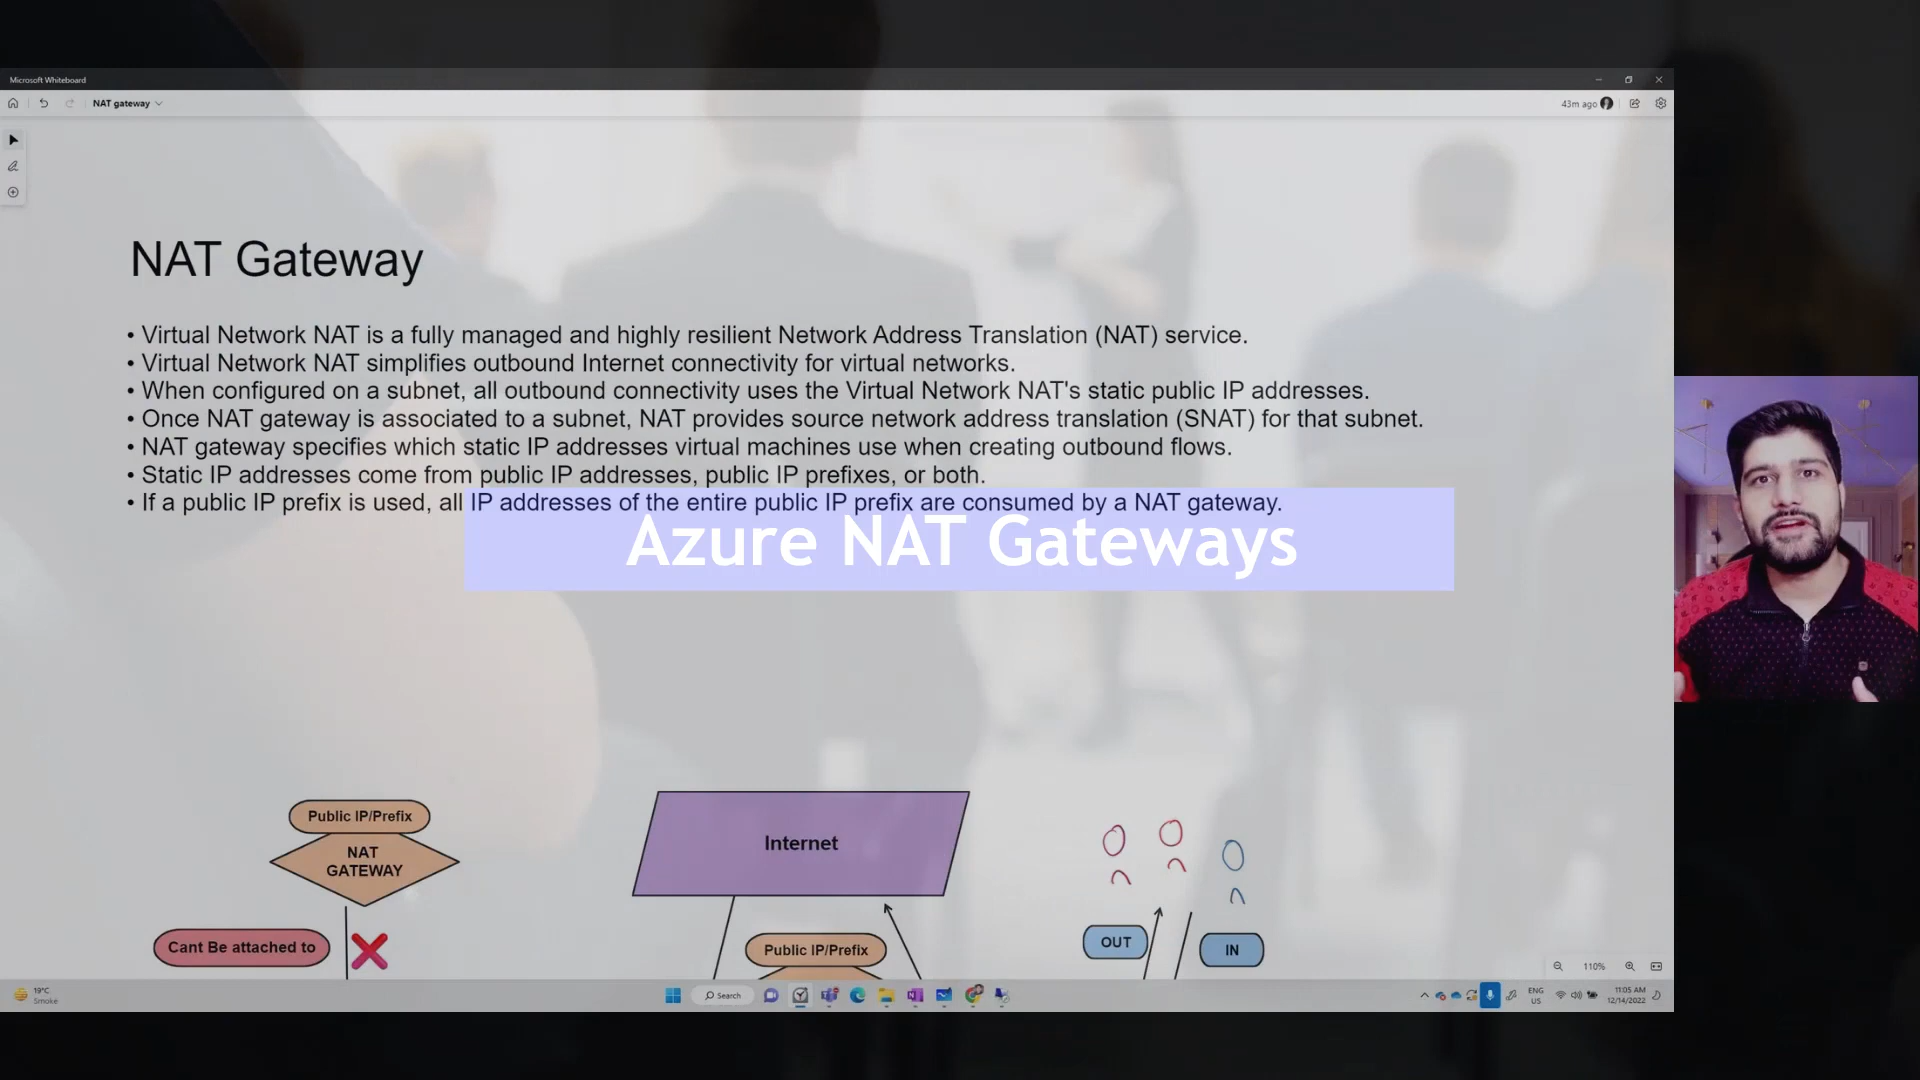 Microsoft Whiteboard
NAT gateway
43m ago
NAT Gateway
• Virtual Network NAT is a fully managed and highly resilient Network Address Translation (NAT) service.
• Virtual Network NAT simplifies outbound Internet connectivity for virtual networks.
• When configured on a subnet, all outbound connectivity uses the Virtual Network NAT's static public IP addresses.
• Once NAT gateway is associated to a subnet, NAT provides source network address translation (SNAT) for that subnet.
• NAT gateway specifies which static IP addresses virtual machines use when creating outbound flows.
• Static IP addresses come from public IP addresses, public IP prefixes, or both.
• If a public IP prefix is used, all IP addresses of the entire public IP prefix are consumed by a NAT gateway.
Azure NAT Gateways
Public IP/Prefix
NAT
GATEWAY
Cant Be attached to
Internet
Public IP/Prefix
OUT
IN
110%
19°C
Smoke
Search
ENG
US
11:05 AM
12/14/2022